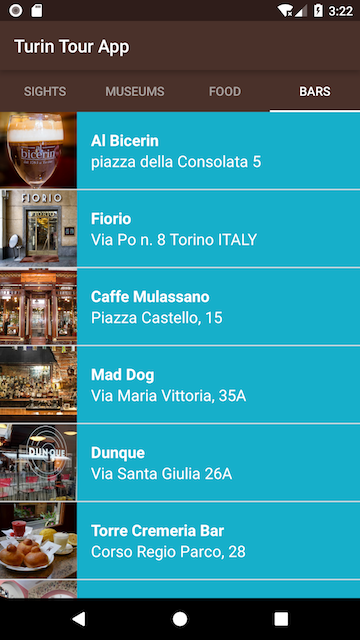 3:22
Turin Tour App
SIGHTS MUSEUMS FOOD BARS
bicerin
Al Bicerin
piazza della Consolata 5
FIORIO
Fiorio
Via Po n. 8 Torino ITALY
Caffe Mulassano
Piazza Castello, 15
Mad Dog
Via Maria Vittoria, 35A
DUNQUE
Dunque
Via Santa Giulia 26A
Torre Cremeria Bar
Corso Regio Parco, 28